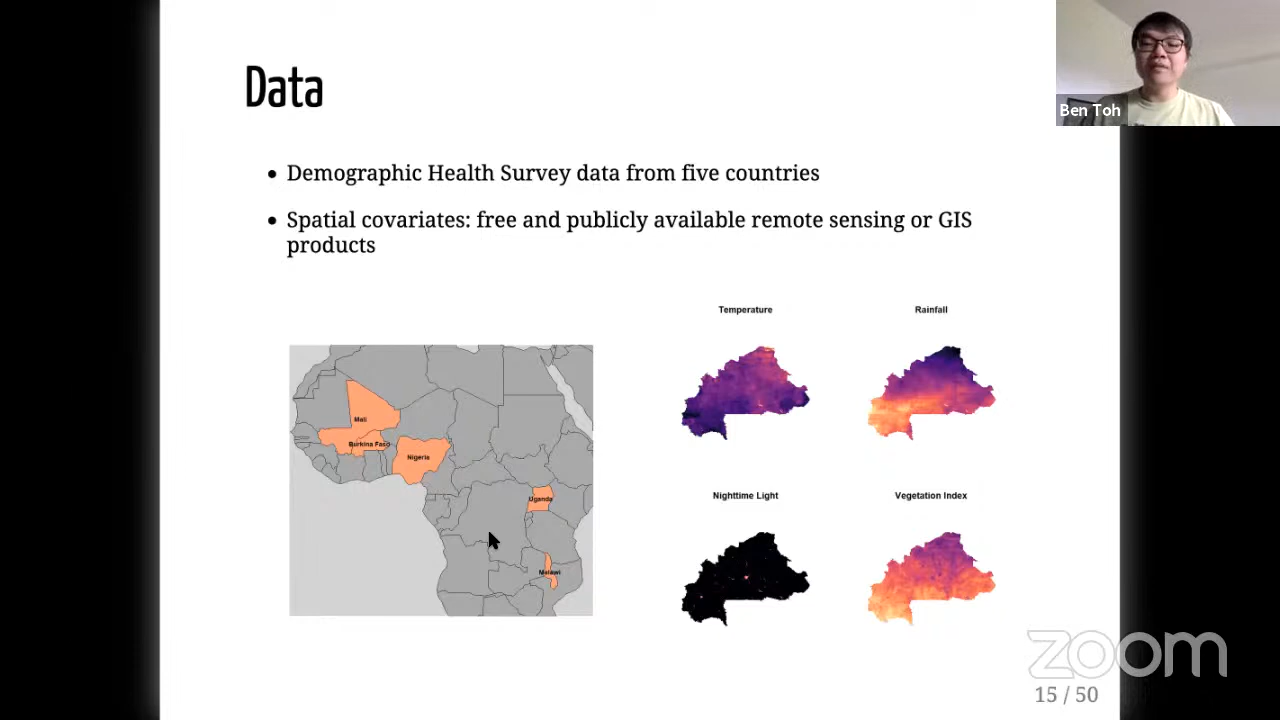 Data
Ben Toh
• Demographic Health Survey data from five countries
• Spatial covariates: free and publicly available remote sensing or GIS
products
Temperature
Rainfall
Mali
Burkina Faso
Nigeria
Uganda
Malawi
Nighttime Light
Vegetation Index
zoom
15 / 50